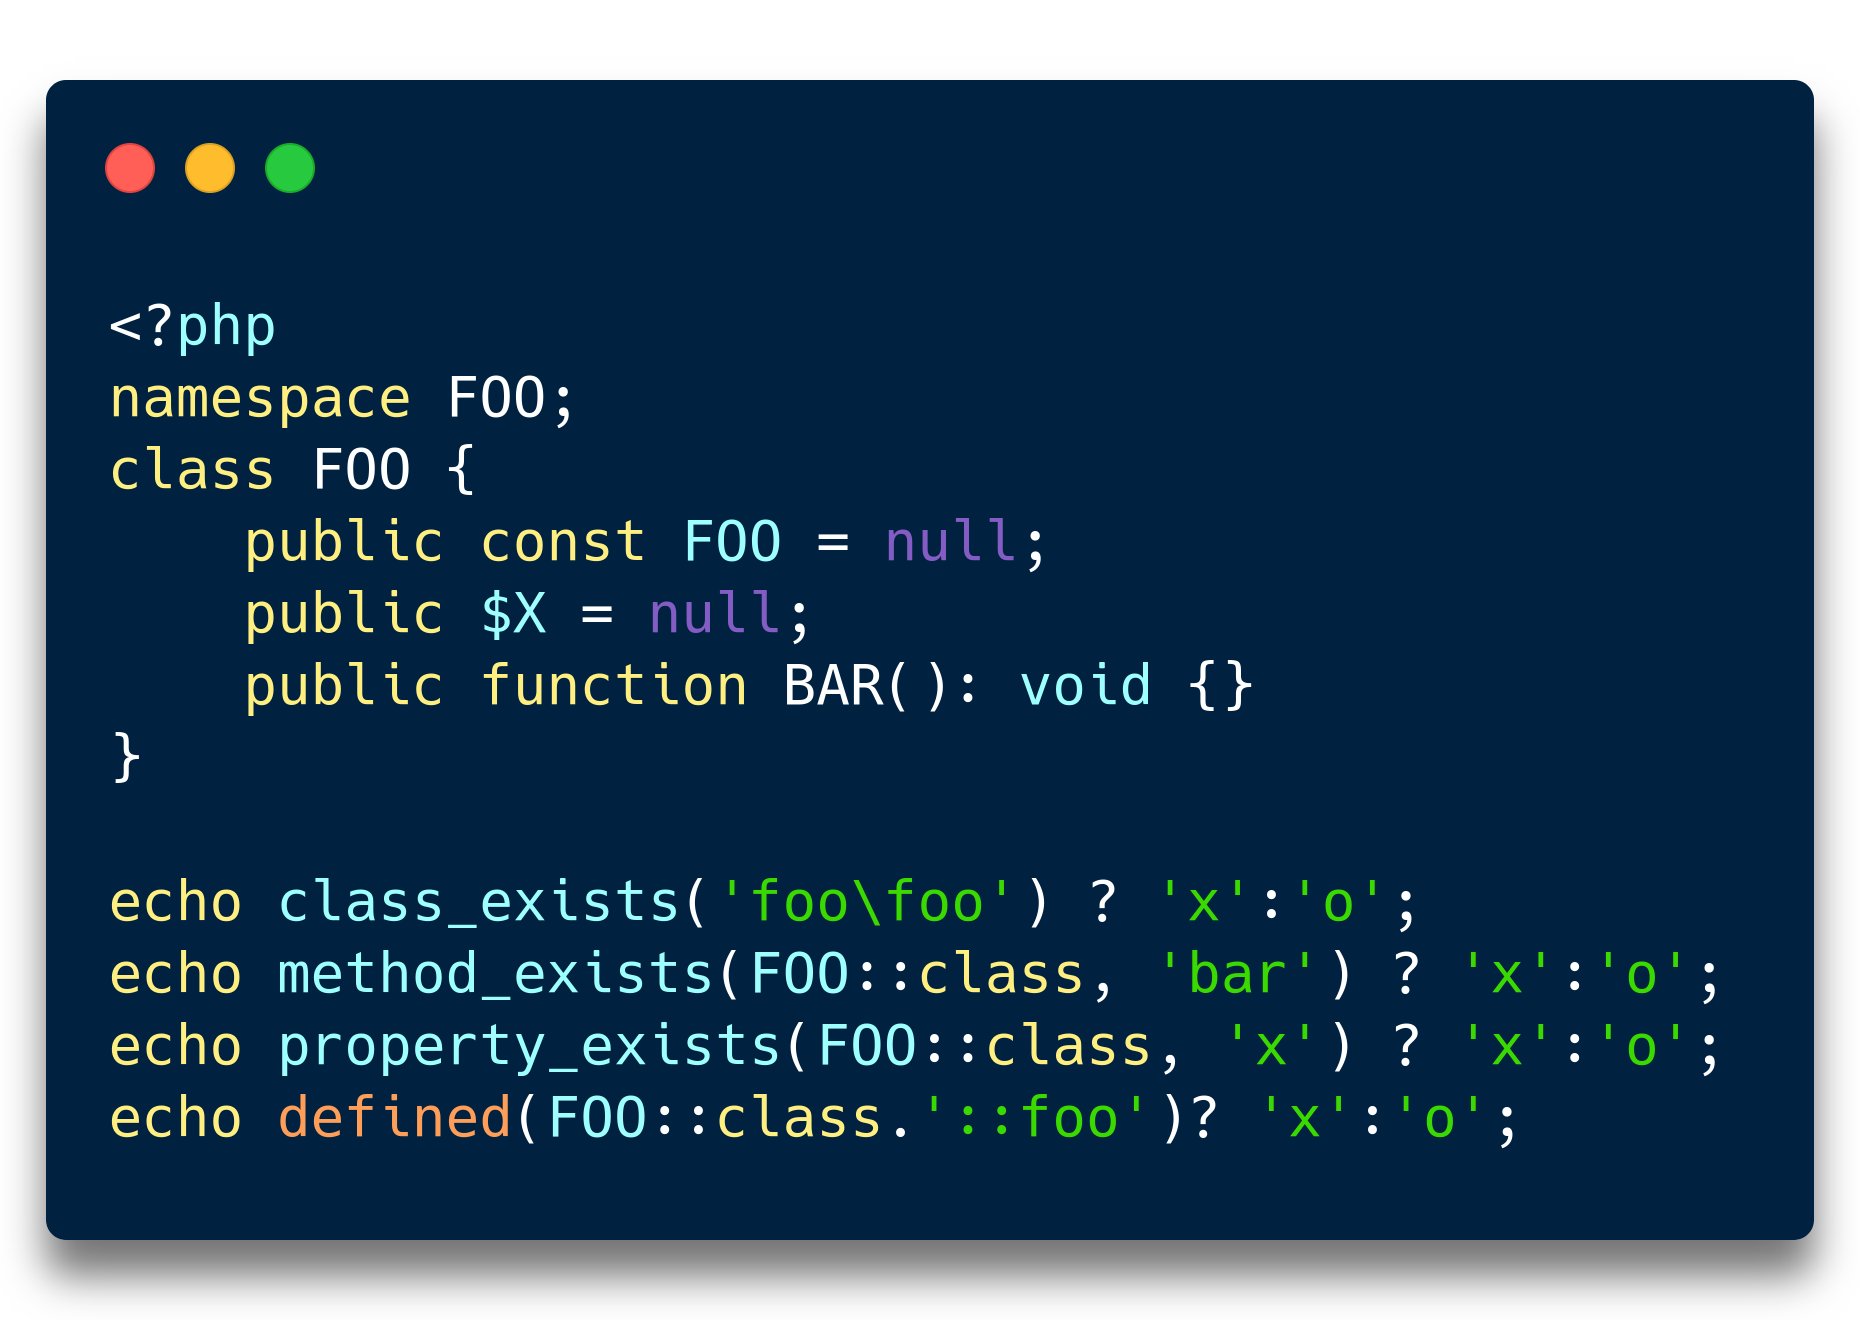 <?php
namespace FOO;
class FOO {
    public const FOO = null;
    public $X = null;
    public function BAR(): void {}
}

echo class_exists('foo\foo') ? 'x':'o';
echo method_exists(FOO::class, 'bar') ? 'x':'o';
echo property_exists(FOO::class, 'x') ? 'x':'o';
echo defined(FOO::class.'::foo')? 'x':'o';